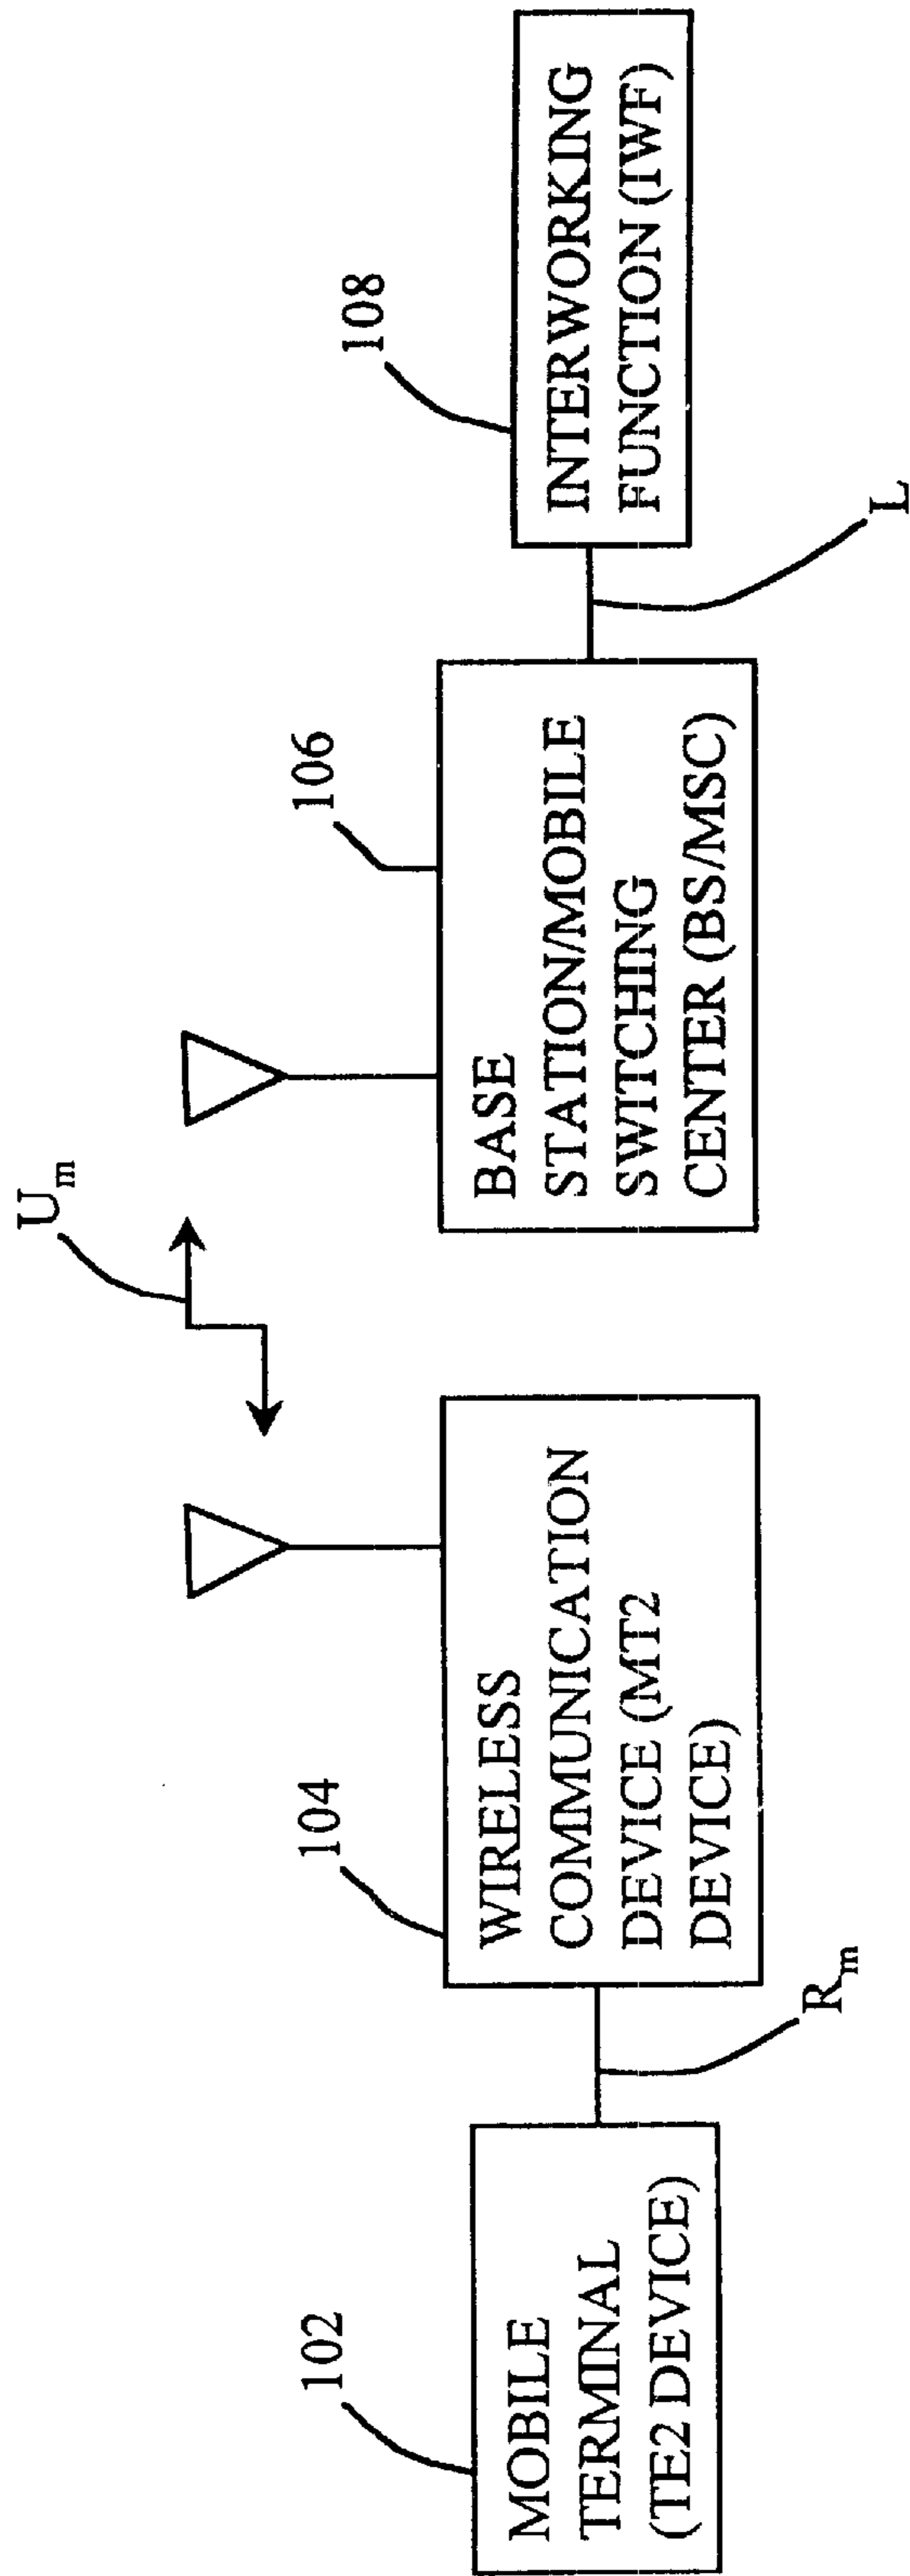 102
MOBILE
TERMINAL
(TE2 DEVICE)
R_m
104
WIRELESS
COMMUNICATION
DEVICE (MT2
DEVICE)
U_m
106
BASE
STATION/MOBILE
SWITCHING
CENTER (BS/MSC)
L
108
INTERWORKING
FUNCTION (IWF)